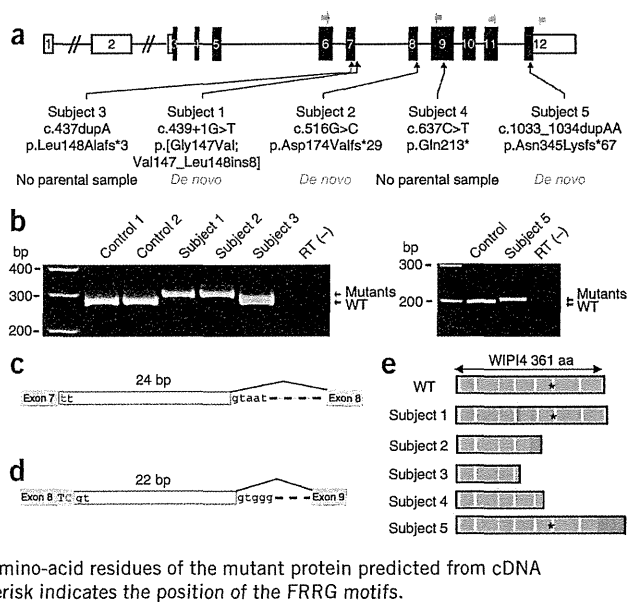 a
1 2 3 4 5 6 7 8 9 10 11 12
Subject 3
c.437dupA
p.Leu148Alafs*3
No parental sample
Subject 1
c.439+1G>T
p.[Gly147Val;
Val147_Leu148ins8]
De novo
Subject 2
c.516G>C
p.Asp174Valfs*29
De novo
Subject 4
c.637C>T
p.Gln213*
No parental sample
Subject 5
c.1033_1034dupAA
p.Asn345Lysfs*67
De novo
b
bp
400
300
200
Control 1
Control 2
Subject 1
Subject 2
Subject 3
RT (–)
Mutants
WT
bp
300
200
Control
Subject 5
RT (–)
Mutants
WT
c
24 bp
Exon 7 tt gtaat Exon 8
d
22 bp
Exon 8 TC gt gtggg Exon 9
e
WIPI4 361 aa
WT
Subject 1
Subject 2
Subject 3
Subject 4
Subject 5
mino-acid residues of the mutant protein predicted from cDNA
erisk indicates the position of the FRRG motifs.